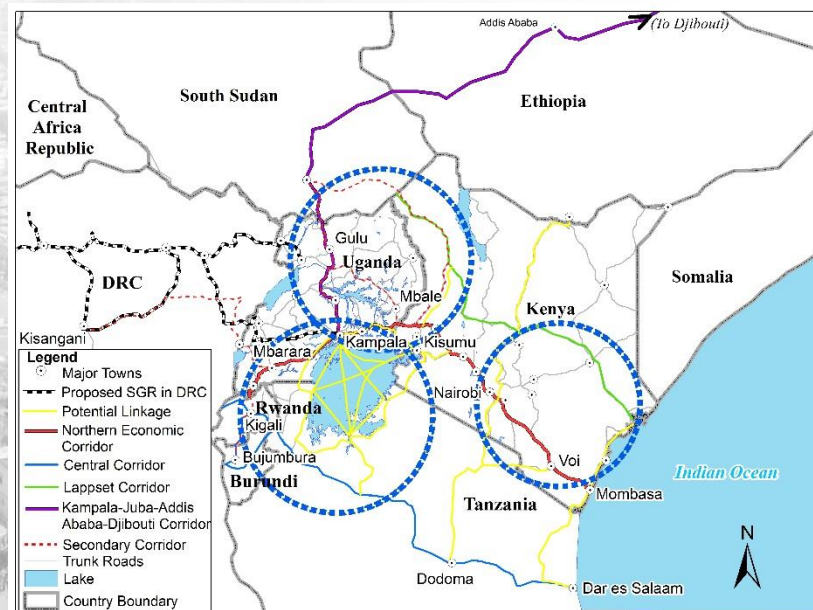 Addis Ababa
(To Djibouti)
South Sudan
Ethiopia
Central
Africa
Republic
Gulu
Uganda
Somalia
DRC
Mbale
Kenya
Kisangani
Kampala
Kisumu
Mbarara
Nairobi
Rwanda
Kigali
Voi
Bujumbura
Indian Ocean
Burundi
Mombasa
Tanzania
N
Dodoma
Dar es Salaam
Legend
Major Towns
Proposed SGR in DRC
Potential Linkage
Northern Economic
Corridor
Central Corridor
Lappset Corridor
Kampala-Juba-Addis
Ababa-Djibouti Corridor
Secondary Corridor
Trunk Roads
Lake
Country Boundary